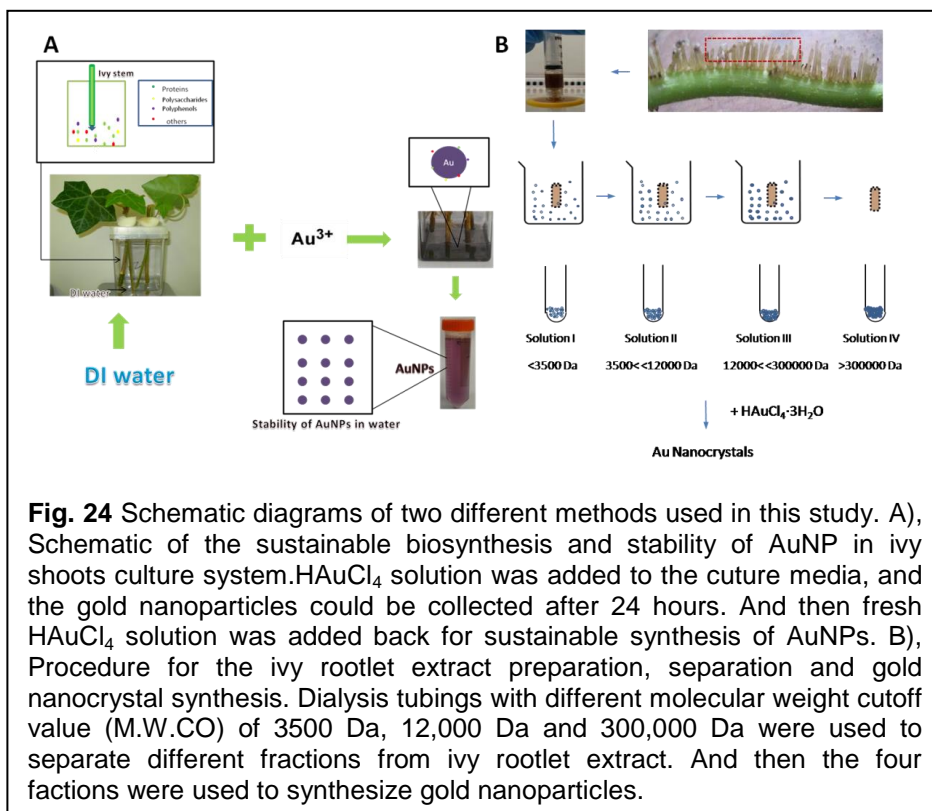 A
Ivy stem
Proteins
Polysaccharides
Polyphenols
others
DI water
DI water
Au³⁺
Au
AuNPs
Stability of AuNPs in water
B
Solution I
<3500 Da
Solution II
3500<<12000 Da
Solution III
12000<<300000 Da
Solution IV
>300000 Da
+ HAuCl₄·3H₂O
Au Nanocrystals
Fig. 24 Schematic diagrams of two different methods used in this study. A),
Schematic of the sustainable biosynthesis and stability of AuNP in ivy
shoots culture system.HAuCl₄ solution was added to the cuture media, and
the gold nanoparticles could be collected after 24 hours. And then fresh
HAuCl₄ solution was added back for sustainable synthesis of AuNPs. B),
Procedure for the ivy rootlet extract preparation, separation and gold
nanocrystal synthesis. Dialysis tubings with different molecular weight cutoff
value (M.W.CO) of 3500 Da, 12,000 Da and 300,000 Da were used to
separate different fractions from ivy rootlet extract. And then the four
factions were used to synthesize gold nanoparticles.